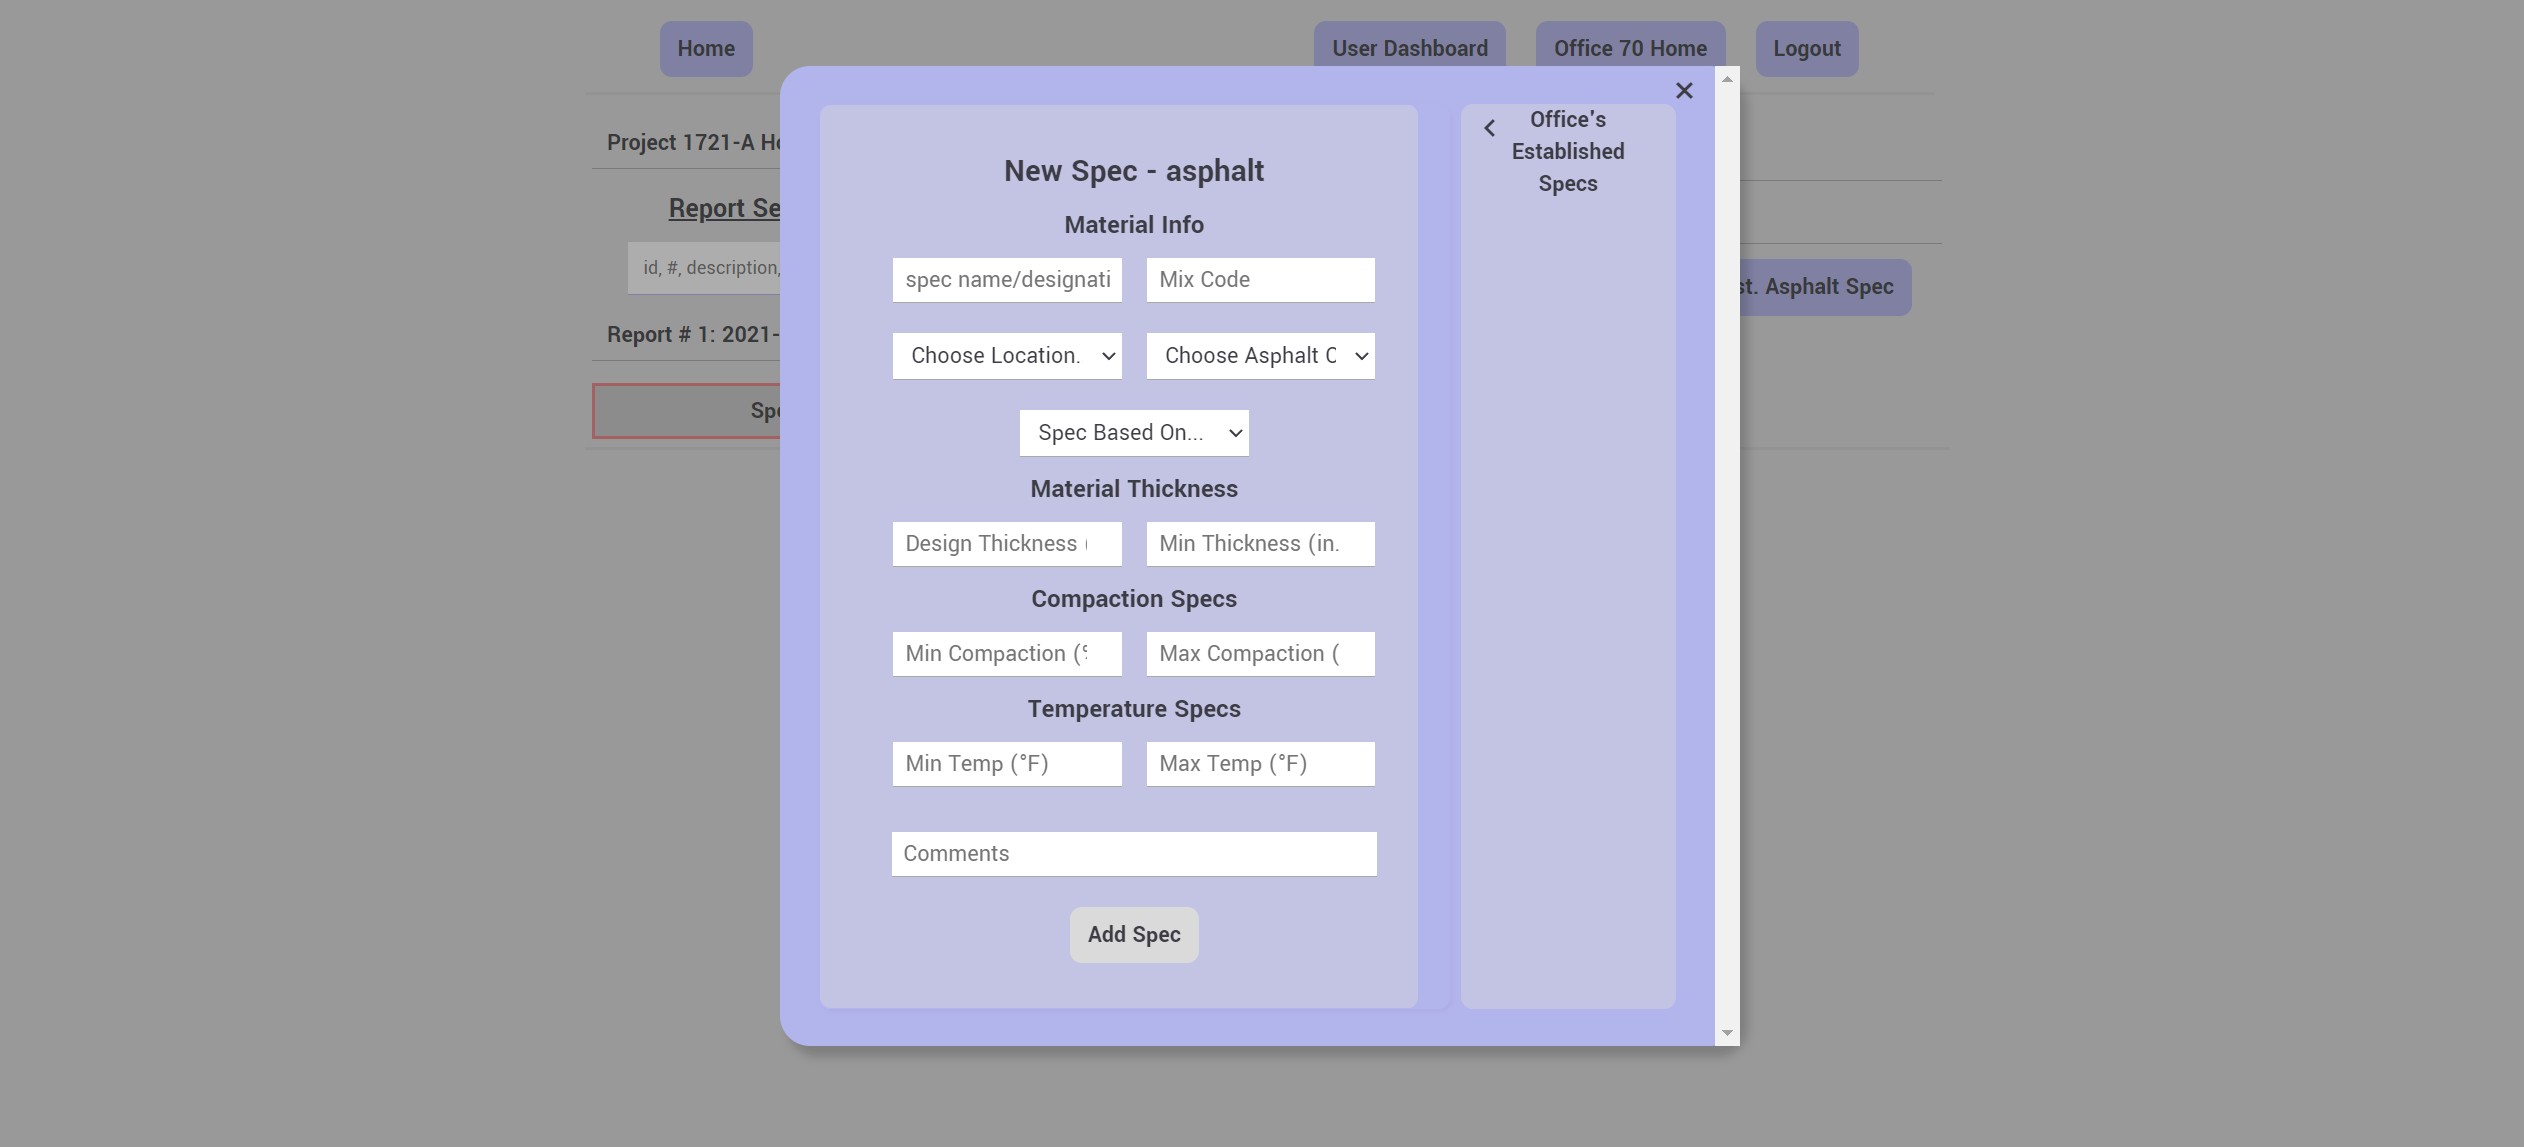 Home
User Dashboard
Office 70 Home
Logout
Project 1721-A
Report
id, #, description,
Report # 1: 2021-
Asphalt Spec
New Spec - asphalt
Material Info
spec name/designati
Mix Code
Choose Location.
Choose Asphalt
Spec Based On...
Material Thickness
Design Thickness (
Min Thickness (in.
Compaction Specs
Min Compaction (%
Max Compaction (
Temperature Specs
Min Temp (°F)
Max Temp (°F)
Comments
Add Spec
Office's
Established
Specs